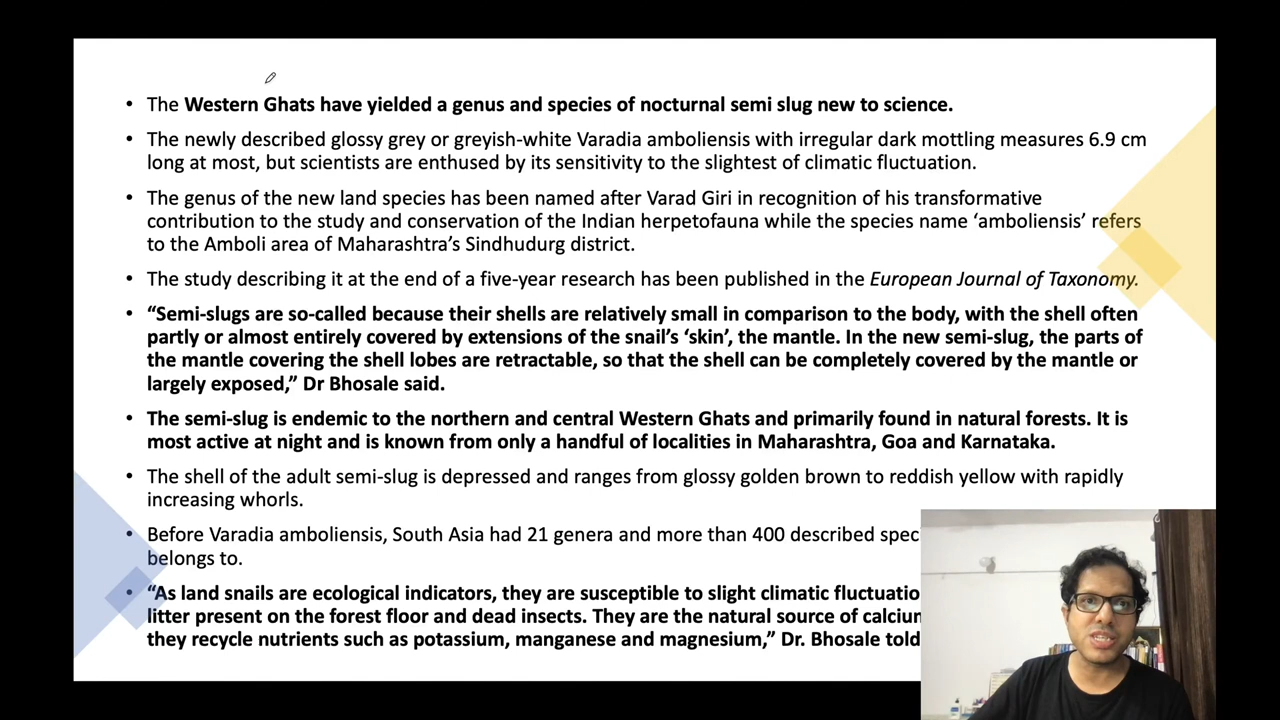 • The Western Ghats have yielded a genus and species of nocturnal semi slug new to science.
• The newly described glossy grey or greyish-white Varadia amboliensis with irregular dark mottling measures 6.9 cm
long at most, but scientists are enthused by its sensitivity to the slightest of climatic fluctuation.
• The genus of the new land species has been named after Varad Giri in recognition of his transformative
contribution to the study and conservation of the Indian herpetofauna while the species name ‘amboliensis’ refers
to the Amboli area of Maharashtra’s Sindhudurg district.
• The study describing it at the end of a five-year research has been published in the European Journal of Taxonomy.
• “Semi-slugs are so-called because their shells are relatively small in comparison to the body, with the shell often
partly or almost entirely covered by extensions of the snail’s ‘skin’, the mantle. In the new semi-slug, the parts of
the mantle covering the shell lobes are retractable, so that the shell can be completely covered by the mantle or
largely exposed,” Dr Bhosale said.
• The semi-slug is endemic to the northern and central Western Ghats and primarily found in natural forests. It is
most active at night and is known from only a handful of localities in Maharashtra, Goa and Karnataka.
• The shell of the adult semi-slug is depressed and ranges from glossy golden brown to reddish yellow with rapidly
increasing whorls.
• Before Varadia amboliensis, South Asia had 21 genera and more than 400 described spec
belongs to.
• “As land snails are ecological indicators, they are susceptible to slight climatic fluctuatio
litter present on the forest floor and dead insects. They are the natural source of calciun
they recycle nutrients such as potassium, manganese and magnesium,” Dr. Bhosale told